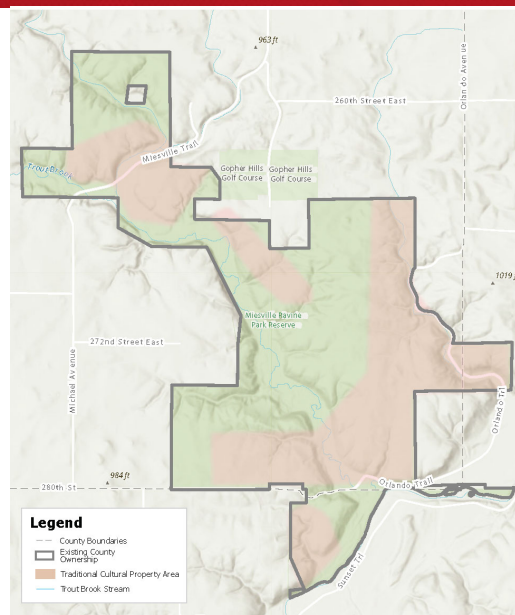 963 ft
Orlando Avenue
260th Street East
Miesville Trail
Trout Brook
Gopher Hills
Golf Course
Gopher Hills
Golf Course
1019 f
Miesville Ravine
Park Reserve
272nd Street East
Michael Avenue
Orlando Trl
984 ft
280th St
Orlando Trail
Sunset Trl
Legend
County Boundaries
Existing County
Ownership
Traditional Cultural Property Area
Trout Brook Stream